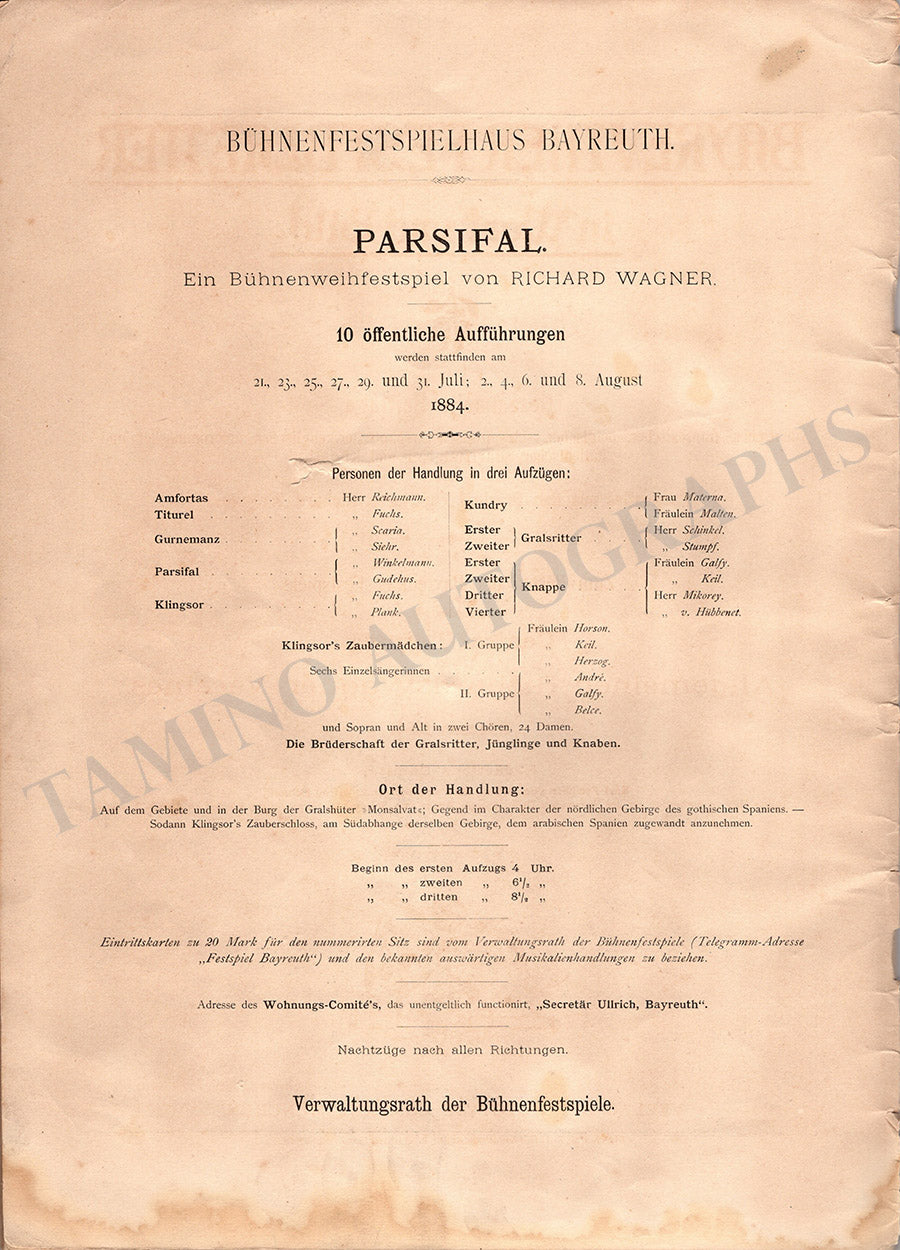 BÜHNENFESTSPIELHAUS BAYREUTH.
PARSIFAL.
Ein Bühnenweihfestspiel von RICHARD WAGNER.
10 öffentliche Aufführungen
werden stattfinden am
21., 23., 25., 27., 29. und 31. Juli; 2., 4., 6. und 8. August
1884.
Personen der Handlung in drei Aufzügen:
Amfortas . . . . . . . . . Herr Reichmann.
Titurel . . . . . . . . . „ Fuchs.
Gurnemanz . . . . . . . . „ Scaria.
„ Siehr.
Parsifal . . . . . . . . „ Winkelmann.
„ Gudehus.
Klingsor . . . . . . . . „ Fuchs.
„ Plank.
Kundry . . . . . . . . Frau Materna.
Fräulein Malten.
Erster Gralsritter . . . . Herr Schinkel.
Zweiter „ Stumpf.
Erster Knappe . . . . . Fräulein Galfy.
Zweiter „ Keil.
Dritter Herr Mikorey.
Vierter „ v. Hübbenet.
Klingsor's Zaubermädchen: I. Gruppe Fräulein Horson.
„ Keil.
„ Herzog.
Sechs Einzelsängerinnen . . . . . . .
II. Gruppe „ André.
„ Galfy.
„ Belce.
und Sopran und Alt in zwei Chören, 24 Damen.
Die Brüderschaft der Gralsritter, Jünglinge und Knaben.
Ort der Handlung:
Auf dem Gebiete und in der Burg der Gralshüter »Monsalvat«; Gegend im Charakter der nördlichen Gebirge des gothischen Spaniens. —
Sodann Klingsor's Zauberschloss, am Südabhange derselben Gebirge, dem arabischen Spanien zugewandt anzunehmen.
Beginn des ersten Aufzugs 4 Uhr.
„ „ zweiten „ 6½ „
„ „ dritten „ 8½ „
Eintrittskarten zu 20 Mark für den nummerirten Sitz sind vom Verwaltungsrath der Bühnenfestspiele (Telegramm-Adresse
„Festspiel Bayreuth“) und den bekannten auswärtigen Musikalienhandlungen zu beziehen.
Adresse des Wohnungs-Comité's, das unentgeltlich functionirt, „Secretär Ullrich, Bayreuth“.
Nachtzüge nach allen Richtungen.
Verwaltungsrath der Bühnenfestspiele.
TAMINO AUTOGRAPHS